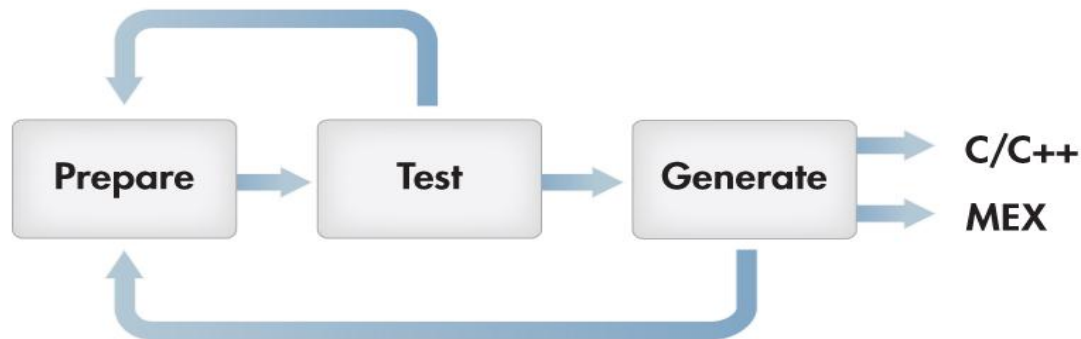 Prepare
Test
Generate
C/C++
MEX